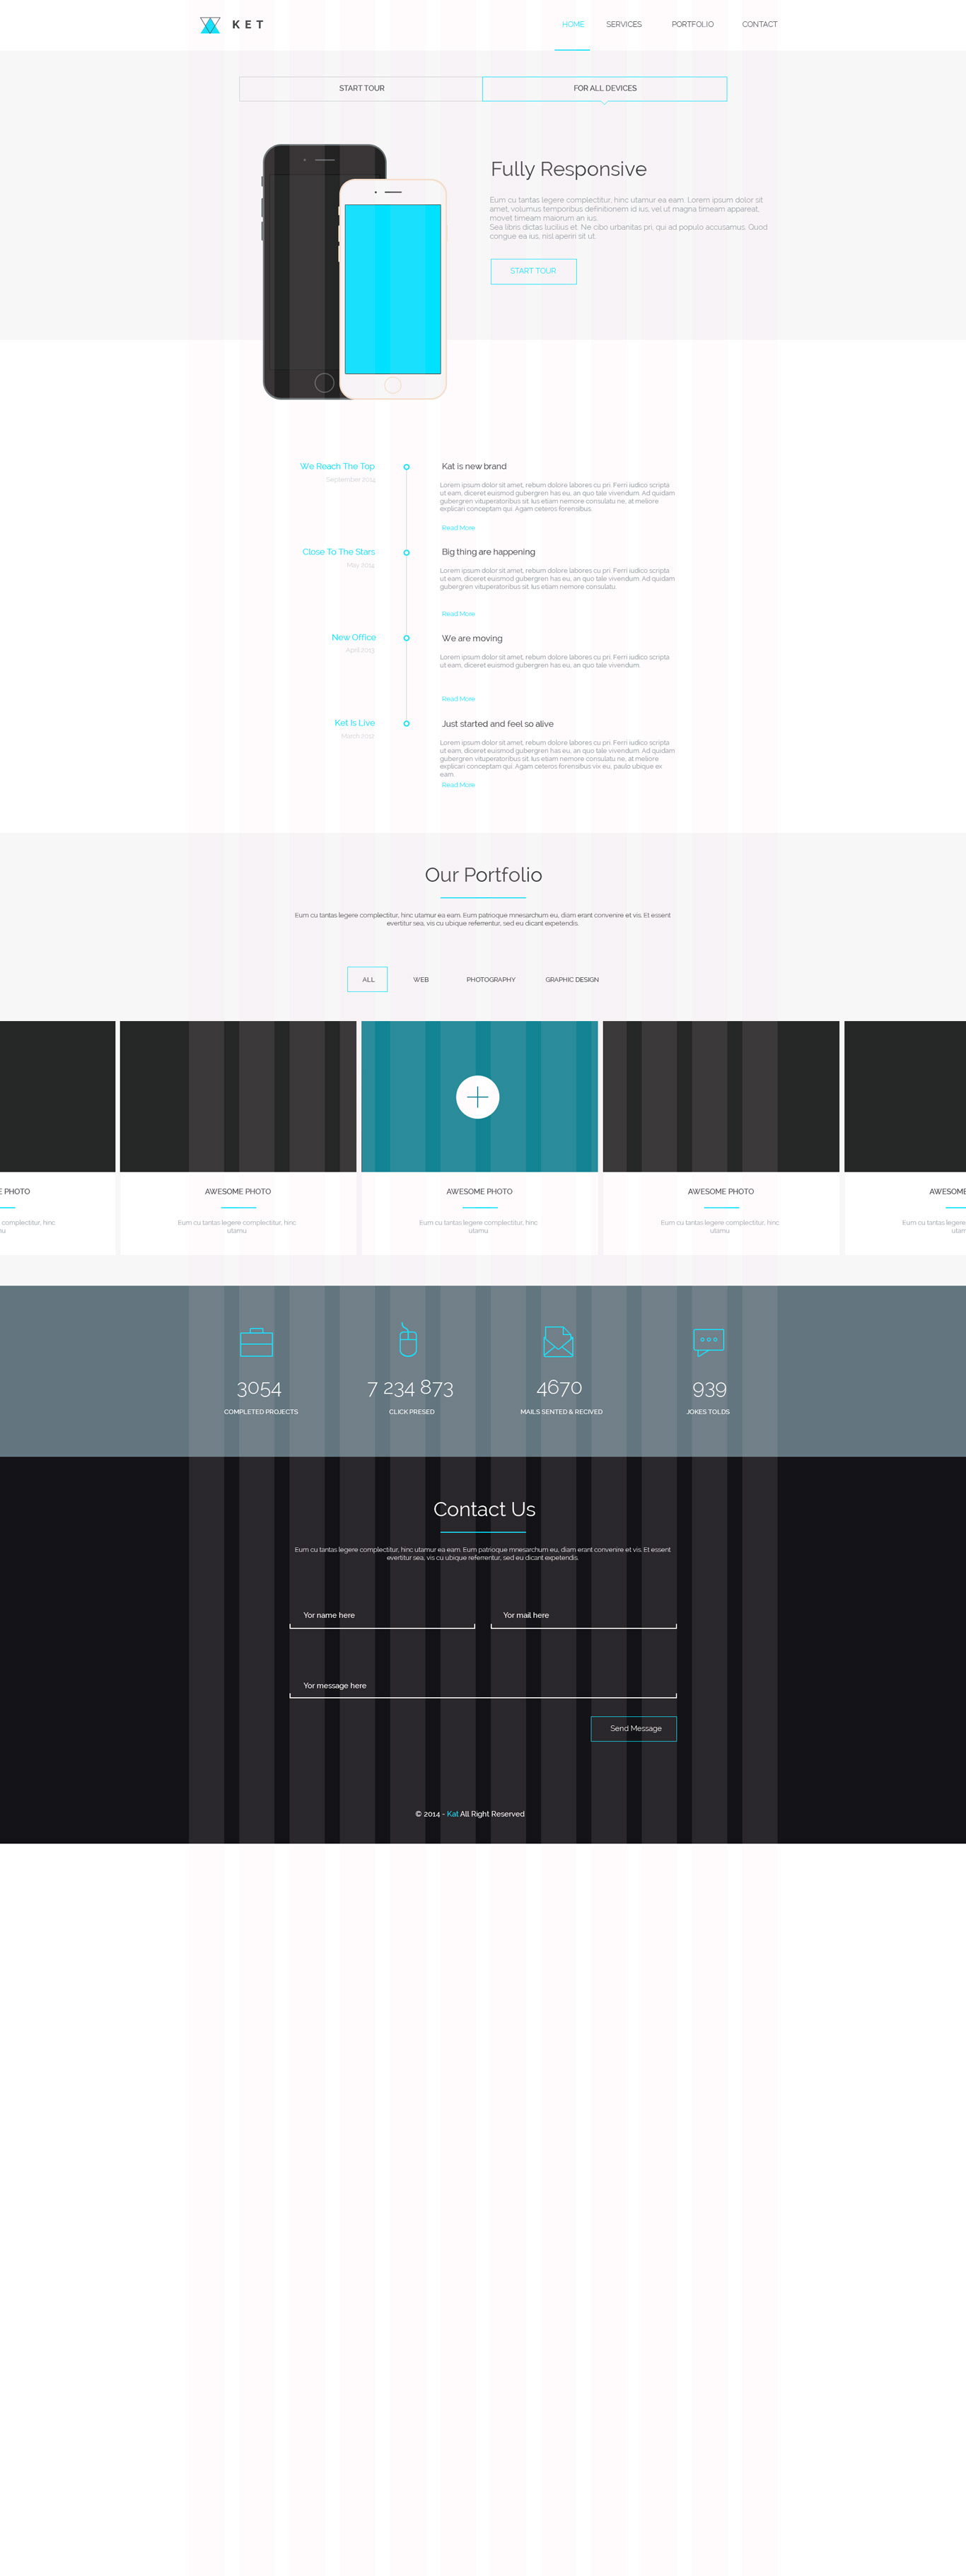 KET
HOME SERVICES PORTFOLIO CONTACT
START TOUR FOR ALL DEVICES
Fully Responsive
Eum cu tantas legere complectitur, hinc utamur ea eam. Lorem ipsum dolor sit
amet, volumus temporibus definitionem id ius, vel ut magna timeam appareat,
movet timeam maiorum an ius.
Sea libris dictas lucilius et. Ne cibo urbanitas pri, qui ad populo accusamus. Quod
congue ea ius, nisl aperiri sit ut.
START TOUR
We Reach The Top
September 2014
Kat is new brand
Lorem ipsum dolor sit amet, rebum dolore labores cu pri. Ferri iudico scripta
ut eam, diceret euismod gubergren has eu, an quo tale vivendum. Ad quidam
gubergren vituperatoribus sit. Ius etiam nemore consulatu ne, at meliore
explicari conceptam qui. Agam ceteros forensibus.
Read More
Close To The Stars
May 2014
Big thing are happening
Lorem ipsum dolor sit amet, rebum dolore labores cu pri. Ferri iudico scripta
ut eam, diceret euismod gubergren has eu, an quo tale vivendum. Ad quidam
gubergren vituperatoribus sit. Ius etiam nemore consulatu
Read More
New Office
April 2013
We are moving
Lorem ipsum dolor sit amet, rebum dolore labores cu pri. Ferri iudico scripta
ut eam, diceret euismod gubergren has eu, an quo tale vivendum.
Read More
Ket Is Live
March 2012
Just started and feel so alive
Lorem ipsum dolor sit amet, rebum dolore labores cu pri. Ferri iudico scripta
ut eam, diceret euismod gubergren has eu, an quo tale vivendum. Ad quidam
gubergren vituperatoribus sit. Ius etiam nemore consulatu ne, at meliore
explicari conceptam qui. Agam ceteros forensibus vix eu, paulo ubique ex
eam.
Read More
Our Portfolio
Eum cu tantas legere complectitur, hinc utamur ea eam. Eum patrioque mnesarchum eu, diam erant convenire et vis. Et essent
evertitur sea, vis cu ubique referrentur, sed eu dicant expetendis.
ALL WEB PHOTOGRAPHY GRAPHIC DESIGN
E PHOTO
complectitur, hinc
mu
AWESOME PHOTO
Eum cu tantas legere complectitur, hinc
utamu
AWESOME PHOTO
Eum cu tantas legere complectitur, hinc
utamu
AWESOME PHOTO
Eum cu tantas legere complectitur, hinc
utamu
AWESOME
Eum cu tantas legere
utam
3054
COMPLETED PROJECTS
7 234 873
CLICK PRESED
4670
MAILS SENTED & RECIVED
939
JOKES TOLDS
Contact Us
Eum cu tantas legere complectitur, hinc utamur ea eam. Eum patrioque mnesarchum eu, diam erant convenire et vis. Et essent
evertitur sea, vis cu ubique referrentur, sed eu dicant expetendis.
Yor name here Yor mail here
Yor message here
Send Message
© 2014 - Kat All Right Reserved